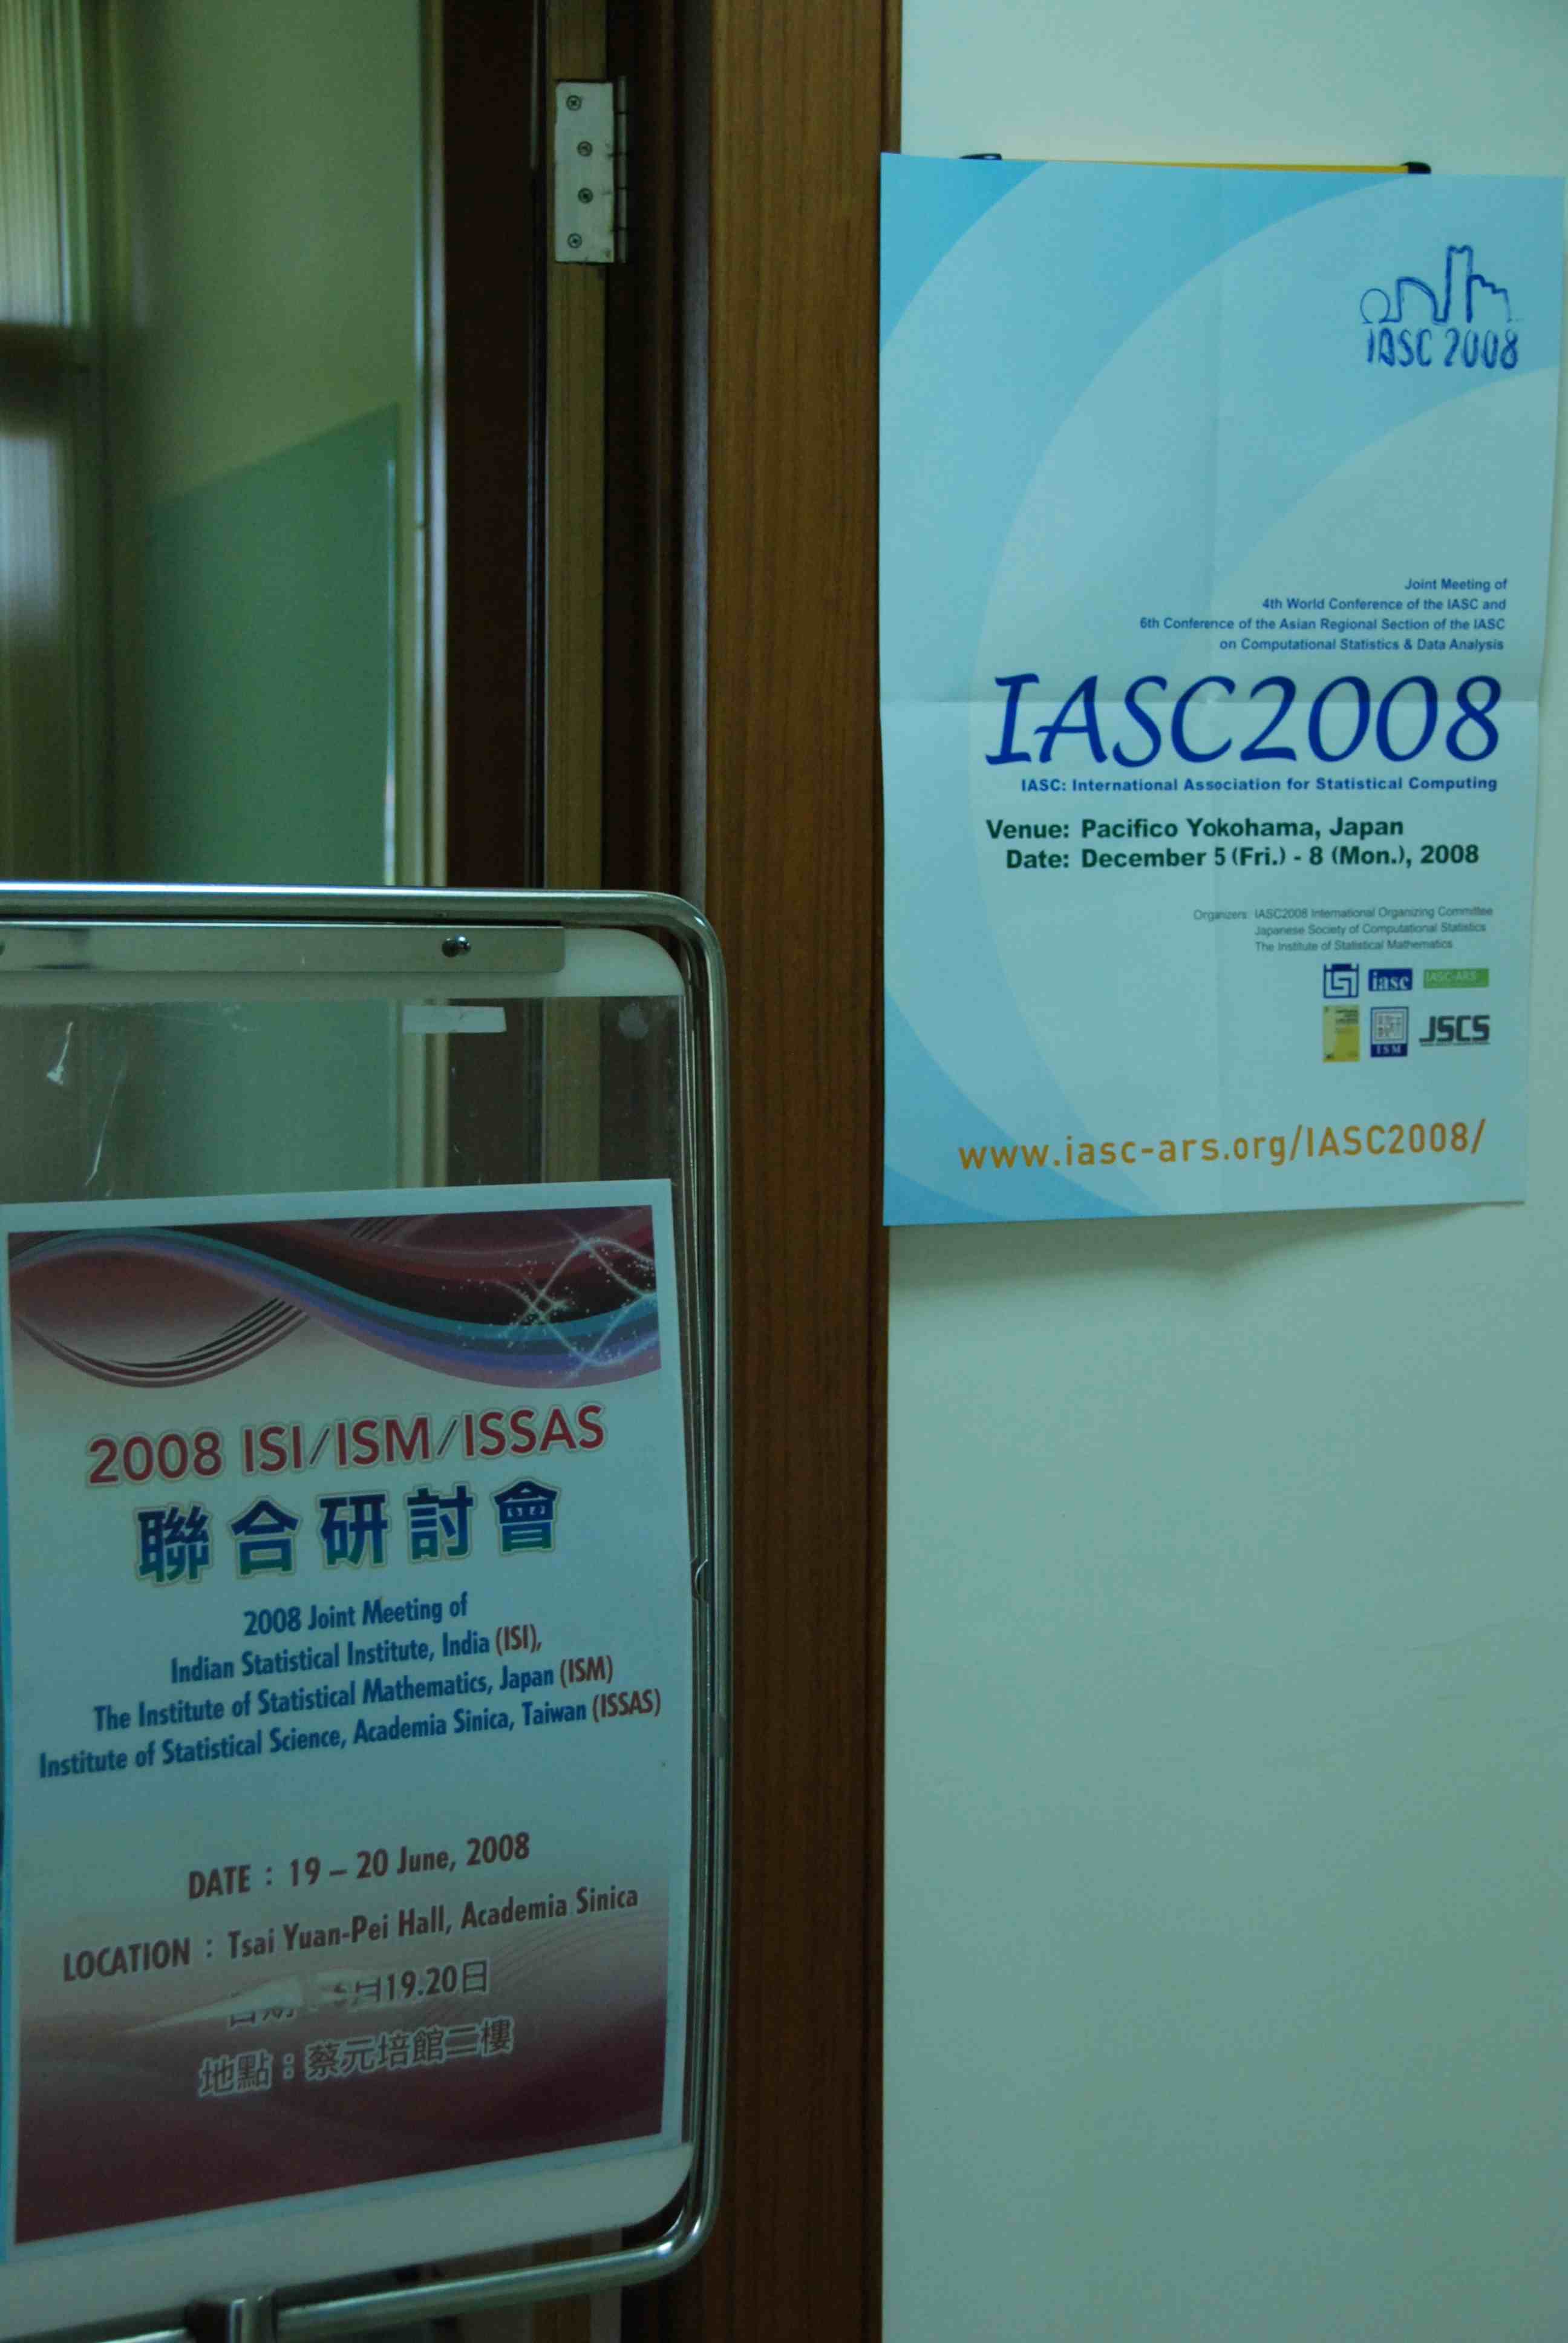 IASC 2008
Joint Meeting of
4th World Conference of the IASC and
6th Conference of the Asian Regional Section of the IASC
on Computational Statistics & Data Analysis
IASC2008
IASC: International Association for Statistical Computing
Venue: Pacifico Yokohama, Japan
Date: December 5 (Fri.) - 8 (Mon.), 2008
Organizers: IASC2008 International Organizing Committee
Japanese Society of Computational Statistics
The Institute of Statistical Mathematics
iasc IASC-ARS
ISM JSCS
www.iasc-ars.org/IASC2008/
2008 ISI/ISM/ISSAS
聯合研討會
2008 Joint Meeting of
Indian Statistical Institute, India (ISI),
The Institute of Statistical Mathematics, Japan (ISM)
Institute of Statistical Science, Academia Sinica, Taiwan (ISSAS)
DATE : 19 – 20 June, 2008
LOCATION : Tsai Yuan-Pei Hall, Academia Sinica
月19.20日
地點：蔡元培館二樓